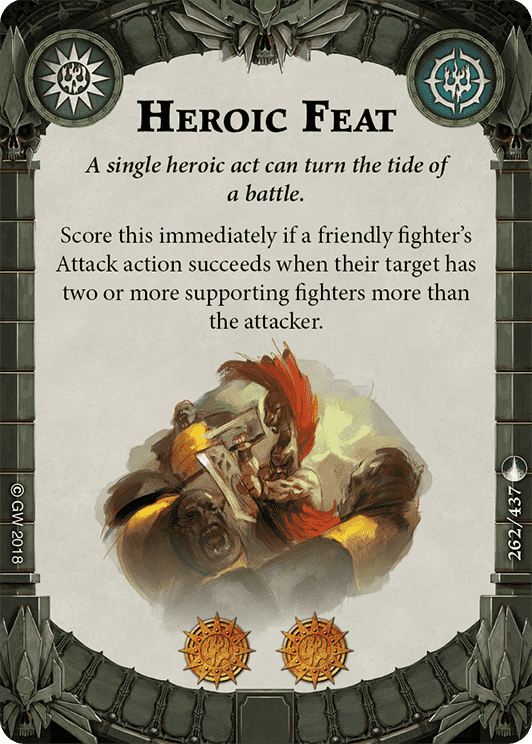 Heroic Feat
A single heroic act can turn the tide of
a battle.
Score this immediately if a friendly fighter's
Attack action succeeds when their target has
two or more supporting fighters more than
the attacker.
© GW 2018
262/437